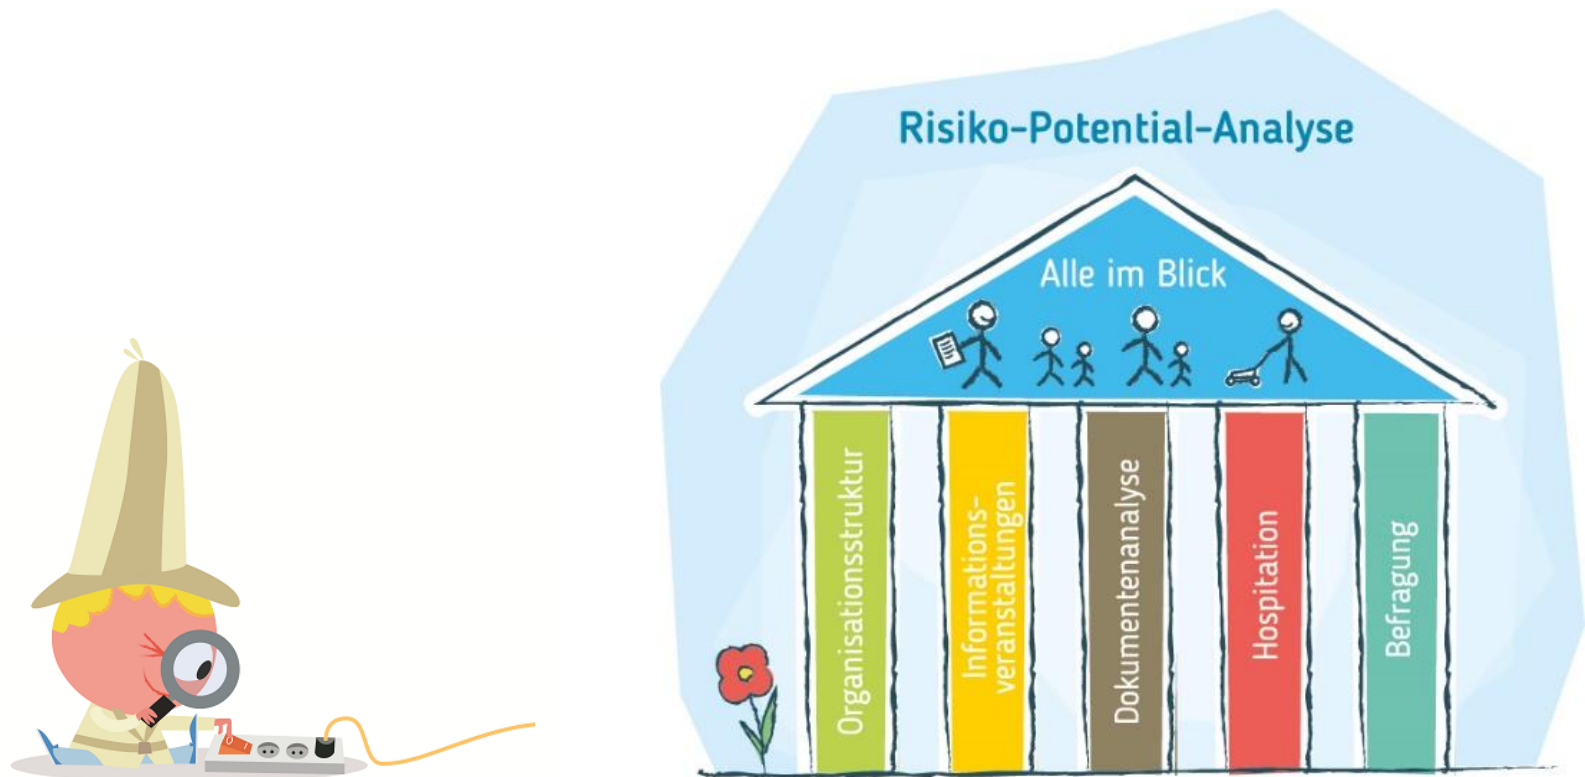 Risiko-Potential-Analyse
Alle im Blick
Organisationsstruktur
Informations-
veranstaltungen
Dokumentenanalyse
Hospitation
Befragung
O I